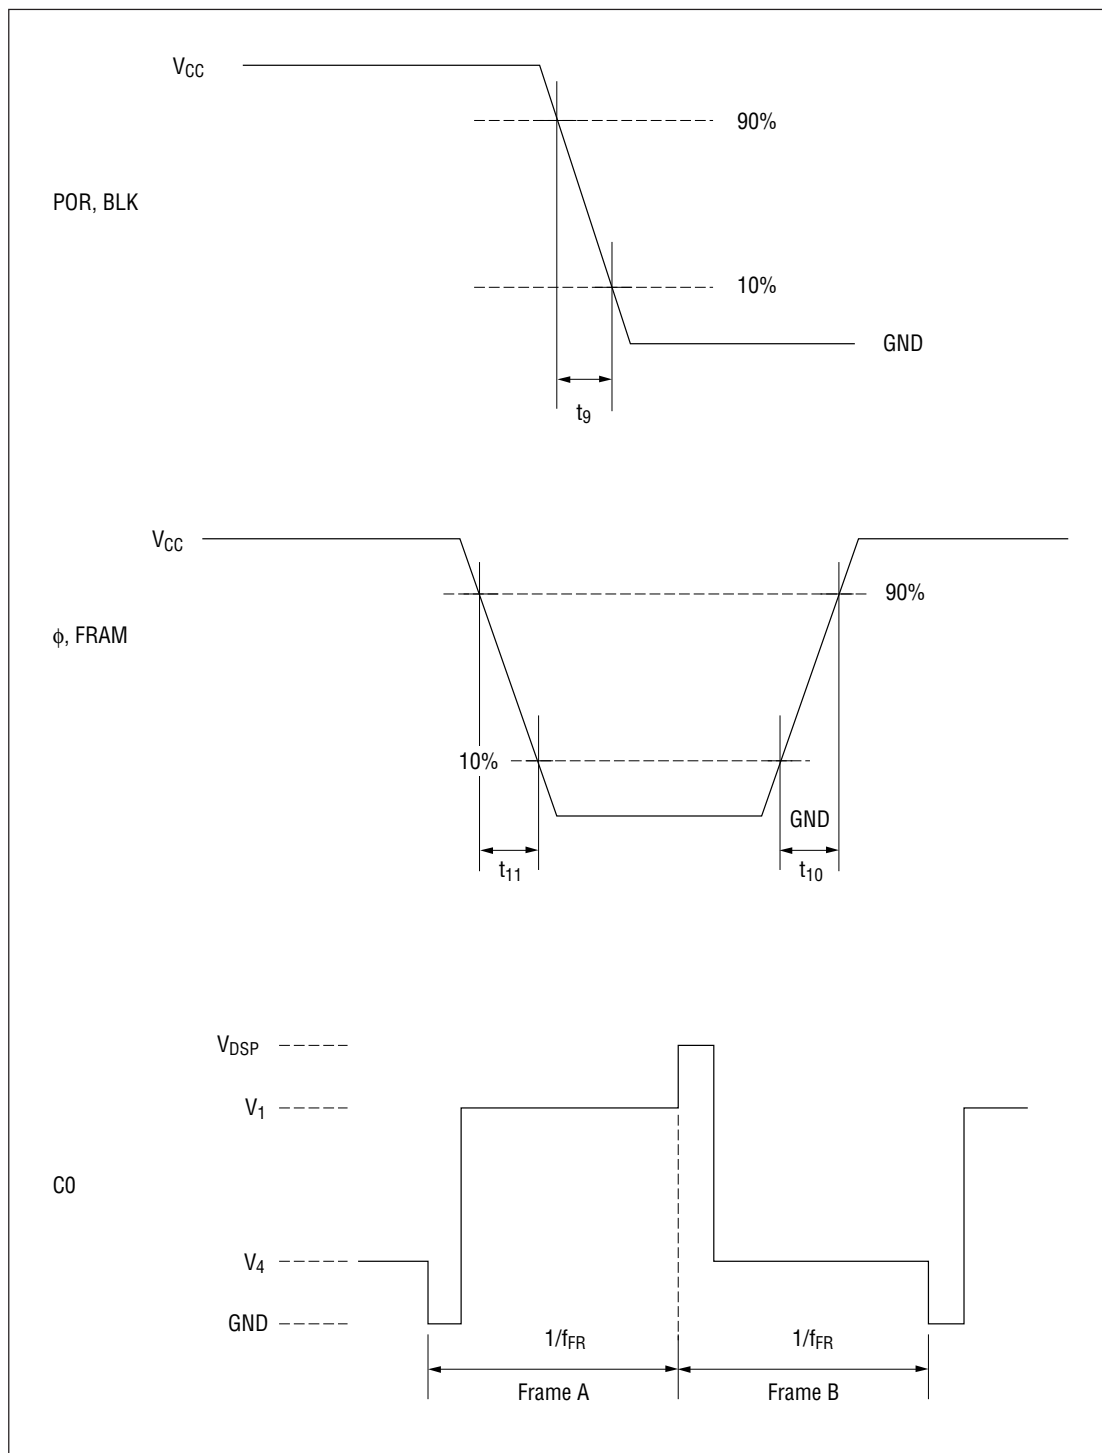 VCC
90%
POR, BLK
10%
GND
t9
VCC
90%
ϕ, FRAM
10%
GND
t11
t10
VDSP
V1
C0
V4
GND
1/fFR
1/fFR
Frame A
Frame B